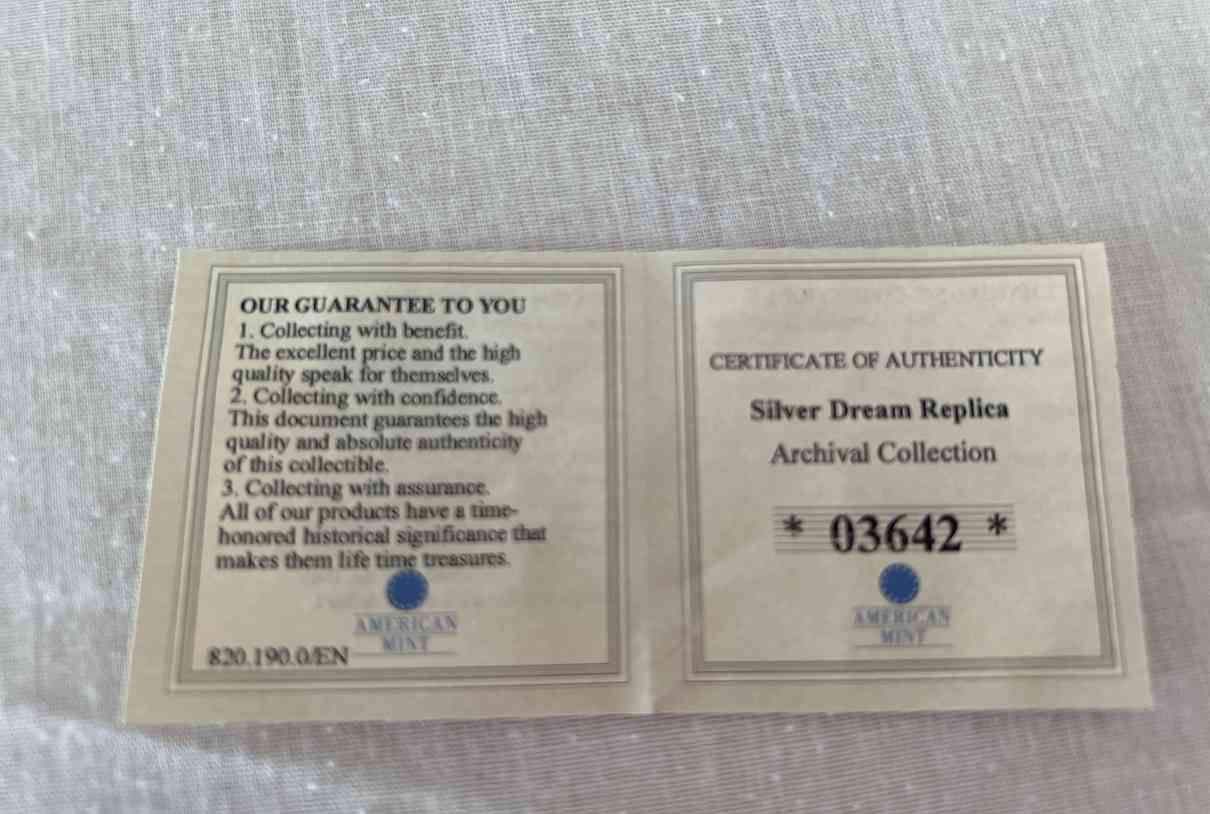 OUR GUARANTEE TO YOU
1. Collecting with benefit.
The excellent price and the high
quality speak for themselves.
2. Collecting with confidence.
This document guarantees the high
quality and absolute authenticity
of this collectible.
3. Collecting with assurance.
All of our products have a time-
honored historical significance that
makes them life time treasures.
AMERICAN
MINT
820.190.0/EN
CERTIFICATE OF AUTHENTICITY
Silver Dream Replica
Archival Collection
* 03642 *
AMERICAN
MINT